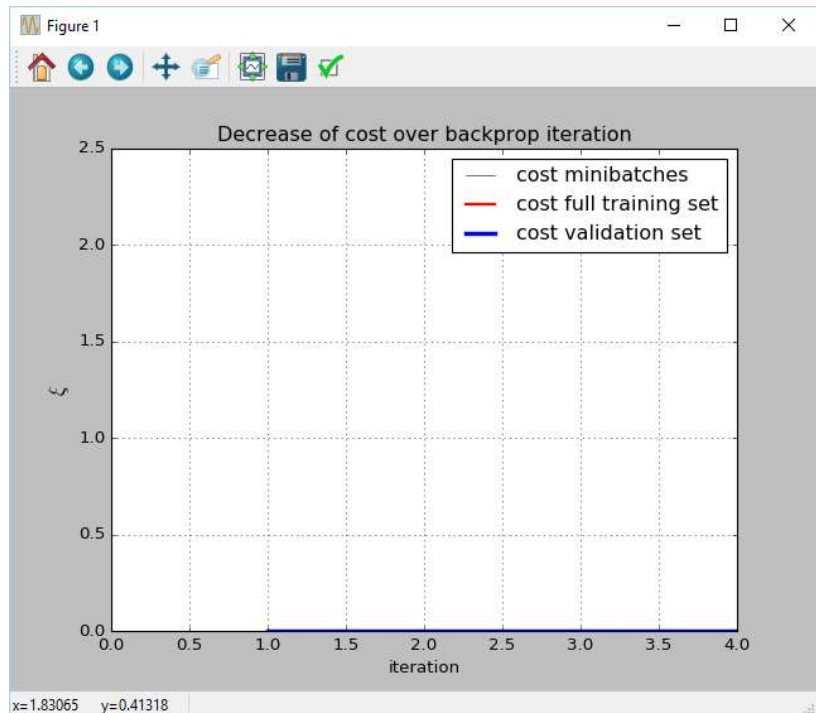 Figure 1
Decrease of cost over backprop iteration
2.5
2.0
1.5
1.0
0.5
0.0
ξ
cost minibatches
cost full training set
cost validation set
0.0 0.5 1.0 1.5 2.0 2.5 3.0 3.5 4.0
iteration
x=1.83065 y=0.41318